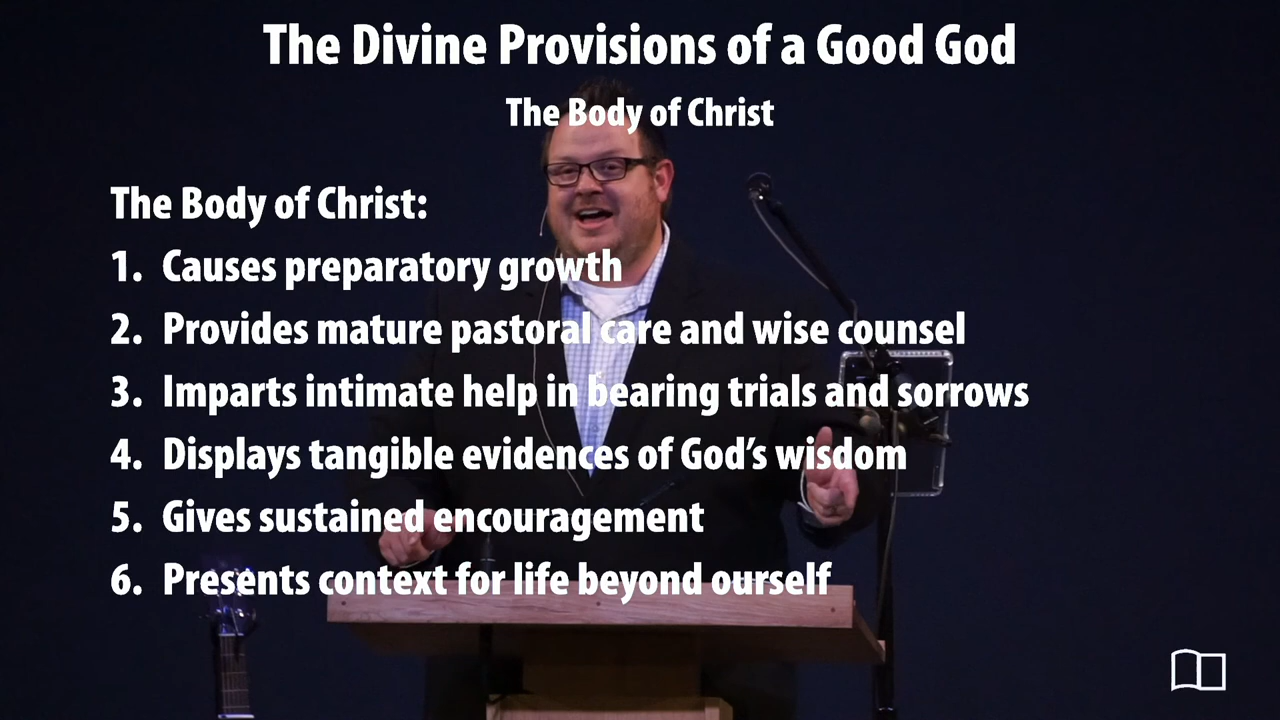 The Divine Provisions of a Good God
The Body of Christ
The Body of Christ:
1. Causes preparatory growth
2. Provides mature pastoral care and wise counsel
3. Imparts intimate help in bearing trials and sorrows
4. Displays tangible evidences of God’s wisdom
5. Gives sustained encouragement
6. Presents context for life beyond ourself